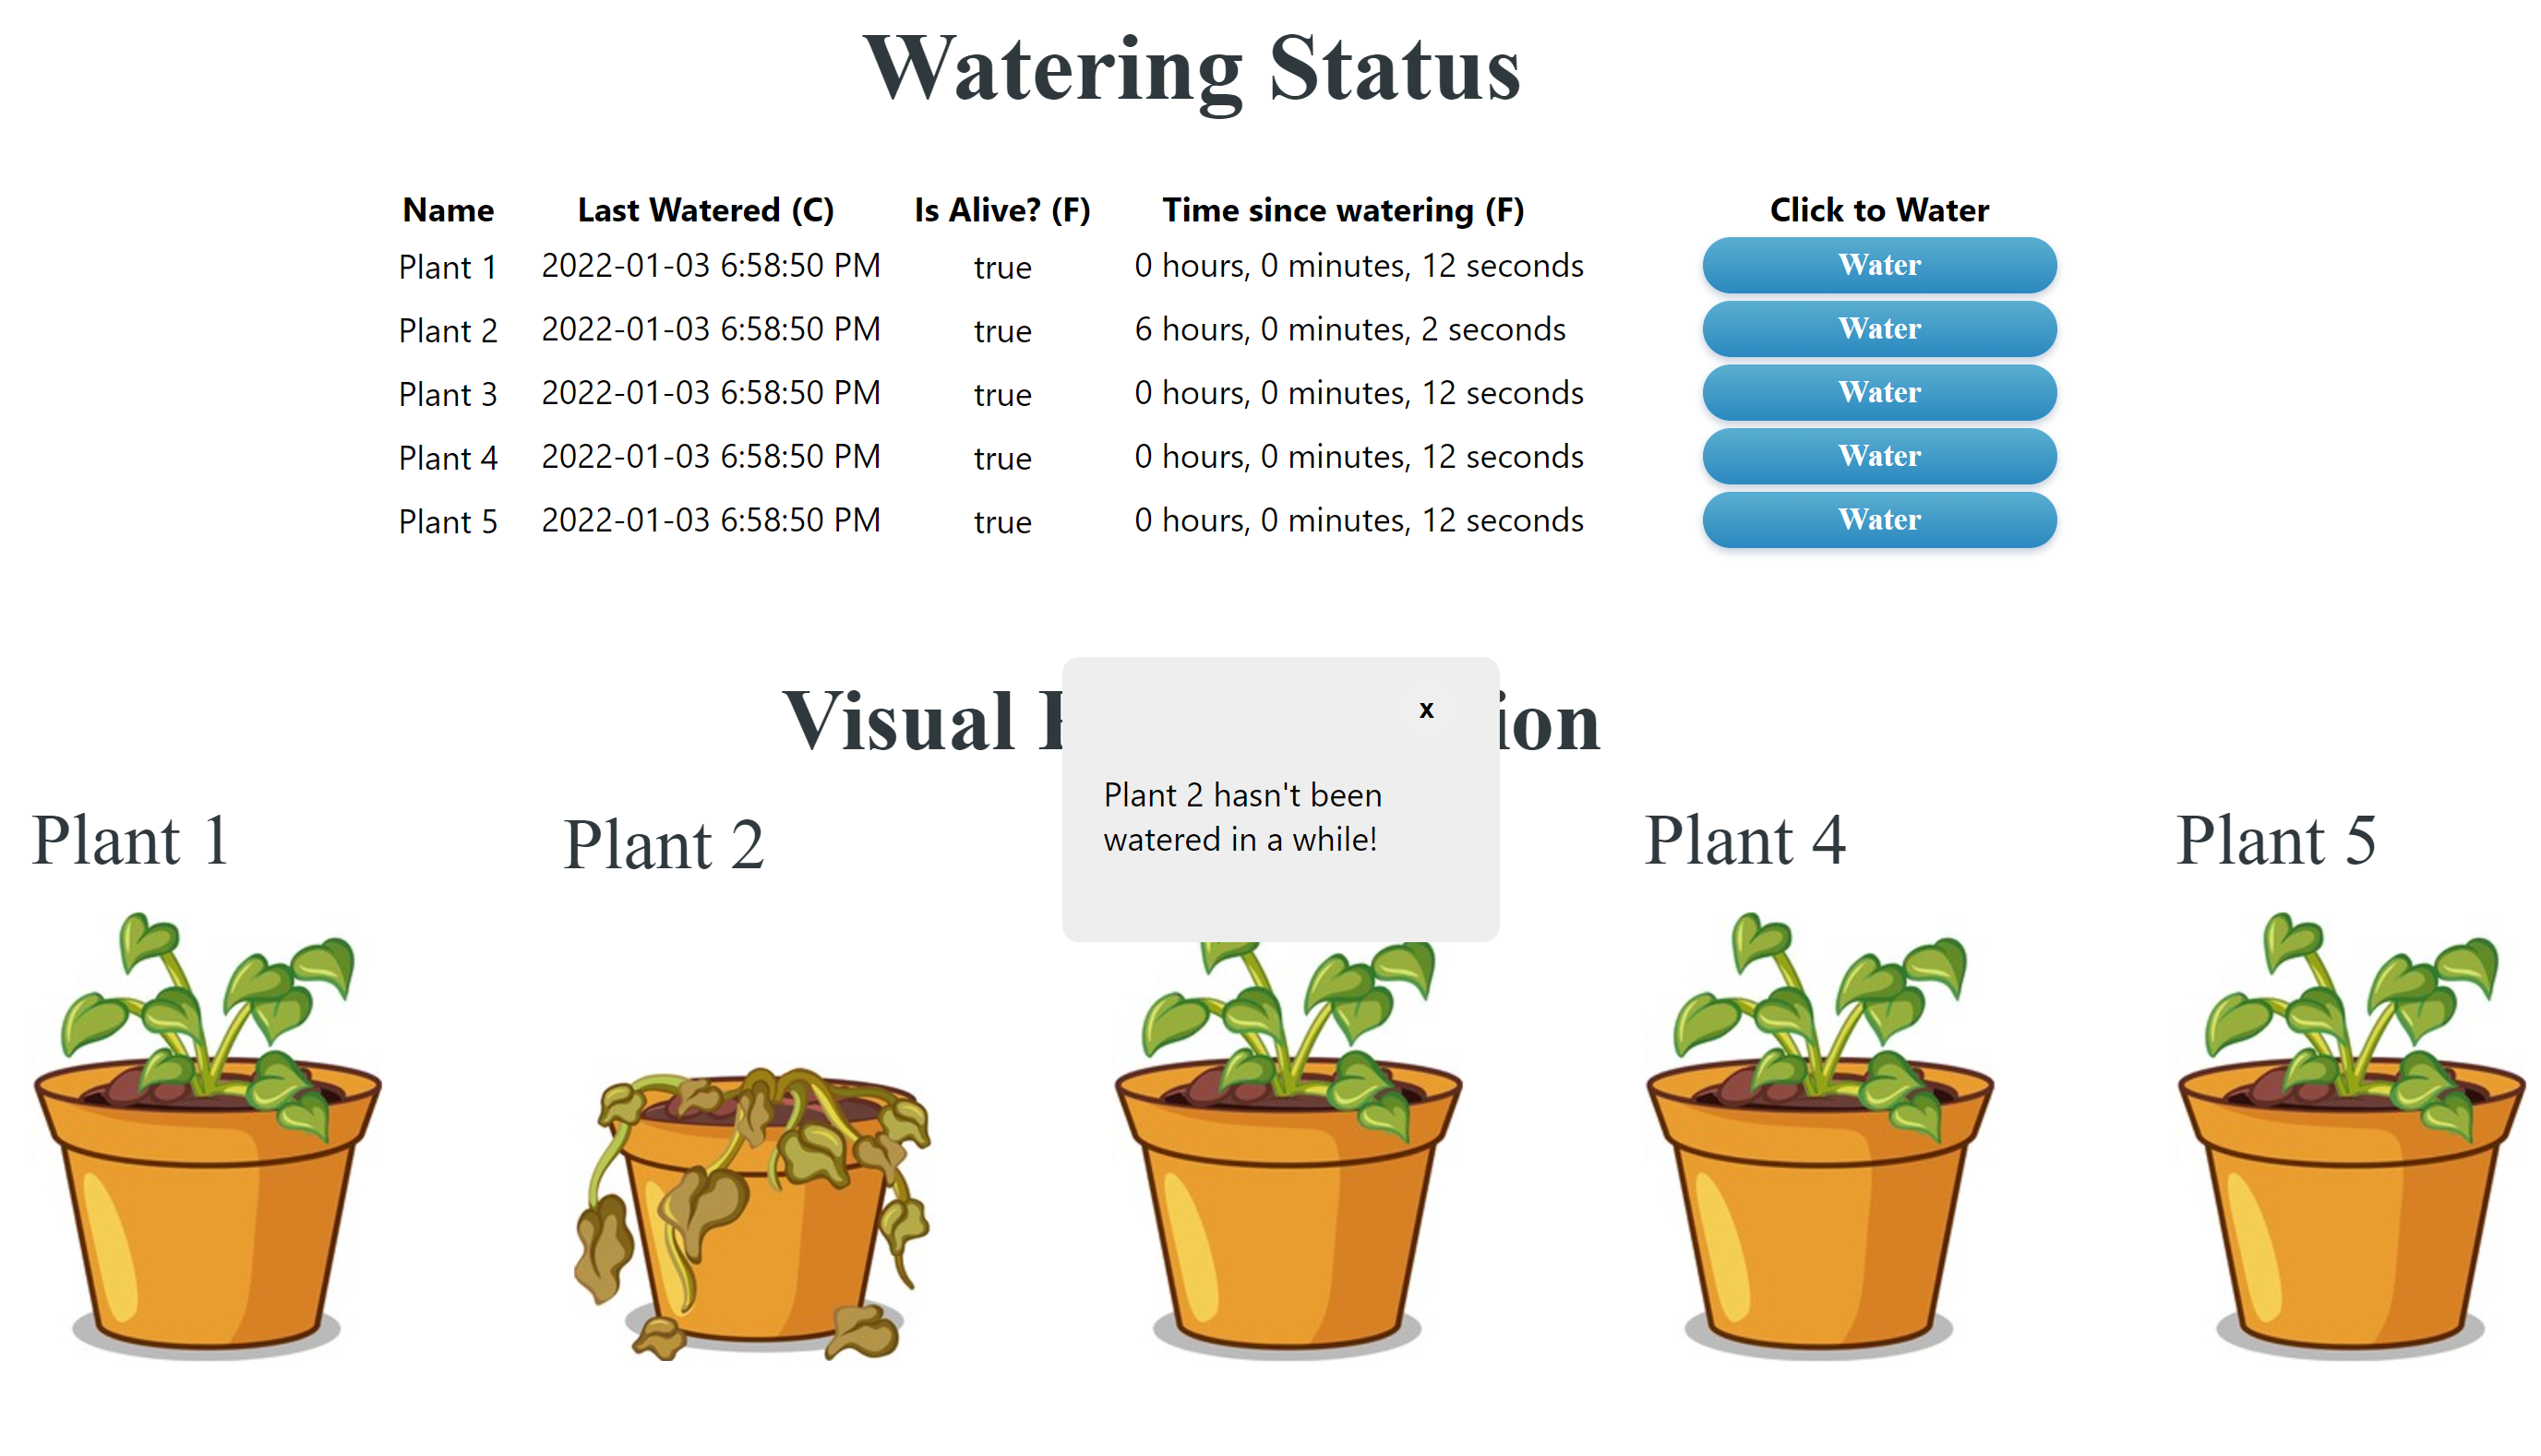 Watering Status
Name Last Watered (C) Is Alive? (F) Time since watering (F) Click to Water
Plant 1 2022-01-03 6:58:50 PM true 0 hours, 0 minutes, 12 seconds Water
Plant 2 2022-01-03 6:58:50 PM true 6 hours, 0 minutes, 2 seconds Water
Plant 3 2022-01-03 6:58:50 PM true 0 hours, 0 minutes, 12 seconds Water
Plant 4 2022-01-03 6:58:50 PM true 0 hours, 0 minutes, 12 seconds Water
Plant 5 2022-01-03 6:58:50 PM true 0 hours, 0 minutes, 12 seconds Water
Visual
x
Plant 2 hasn't been
watered in a while!
Plant 1 Plant 2 Plant 4 Plant 5